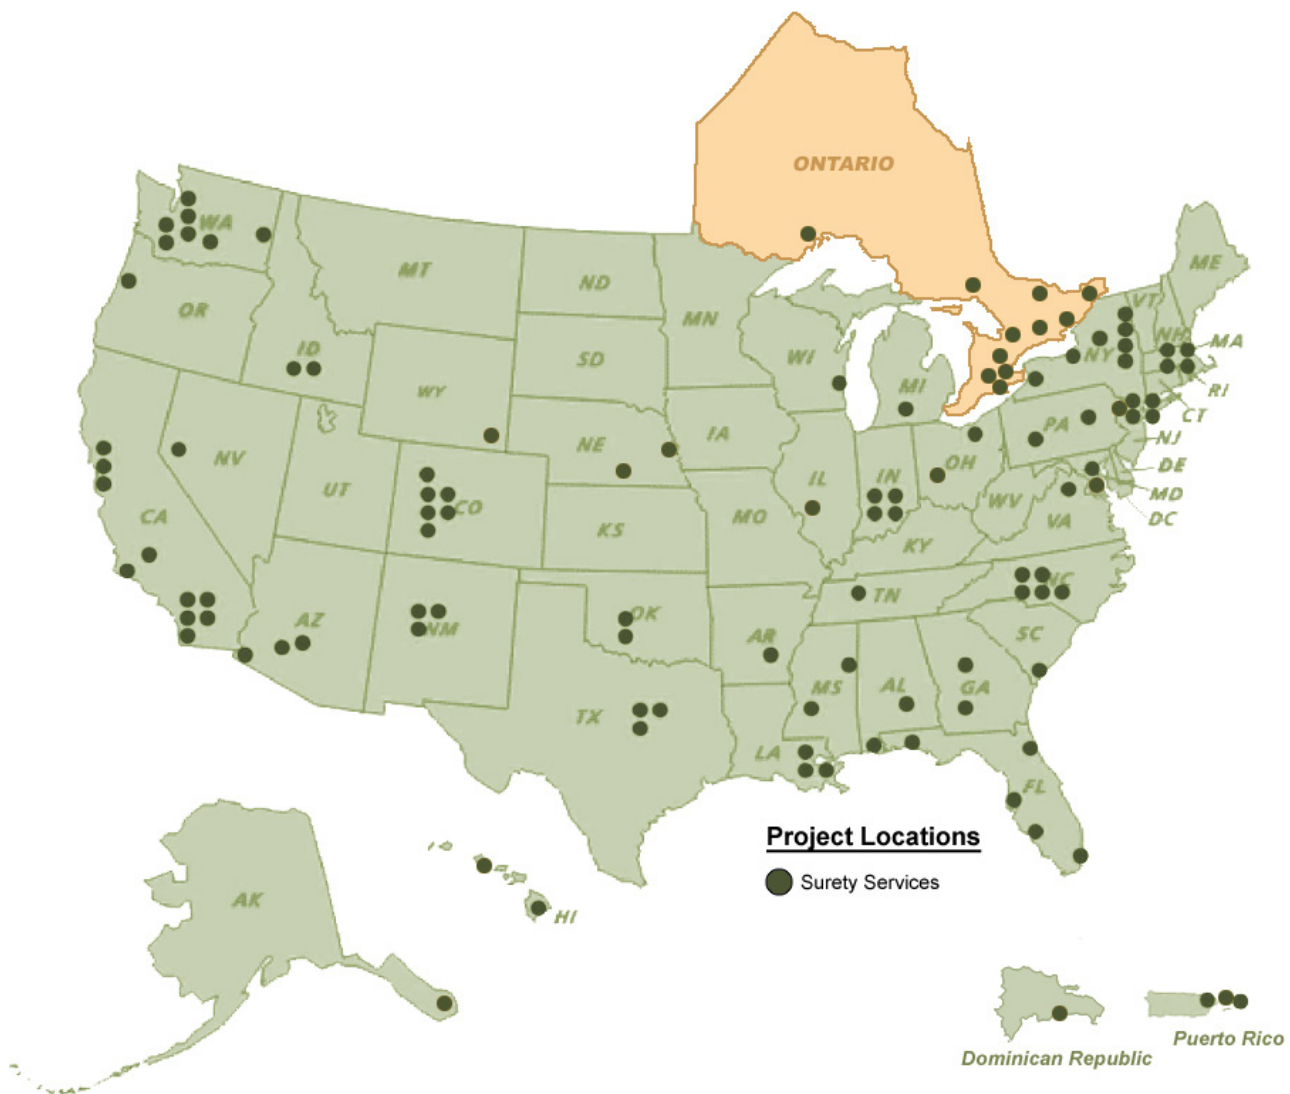 ONTARIO
WA
ME
MT
ND
VT
MN
OR
NH
MA
ID
SD
WI
NY
MI
WY
RI
CT
NE
IA
PA
NJ
NV
OH
DE
UT
IL
IN
MD
CO
WV
CA
MO
VA
DC
KS
KY
NC
TN
OK
AZ
NM
AR
SC
MS
AL
GA
TX
LA
FL
Project Locations
Surety Services
AK
HI
Puerto Rico
Dominican Republic